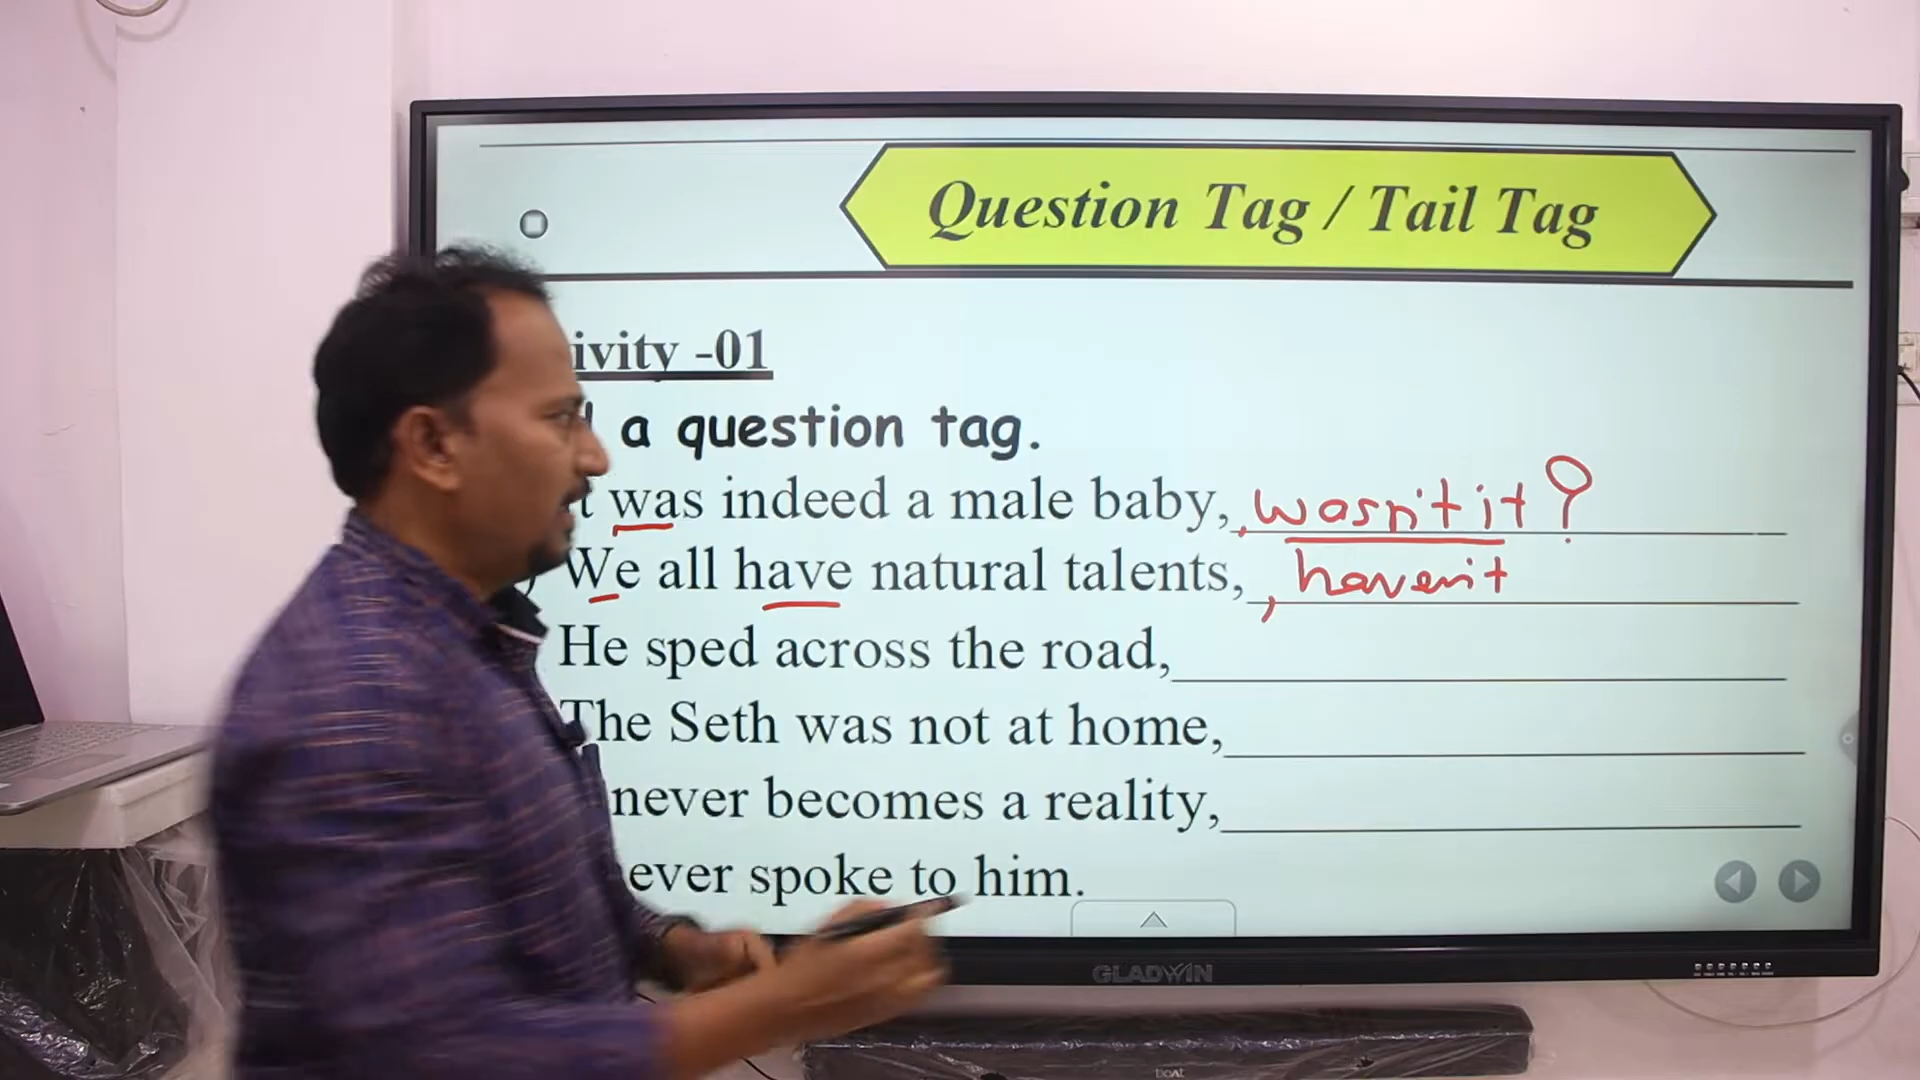 Question Tag / Tail Tag
ivity -01
a question tag.
was indeed a male baby, , wasn't it ?
We all have natural talents, , haven't
He sped across the road,
The Seth was not at home,
never becomes a reality,
ever spoke to him.
GLADWIN
boAt